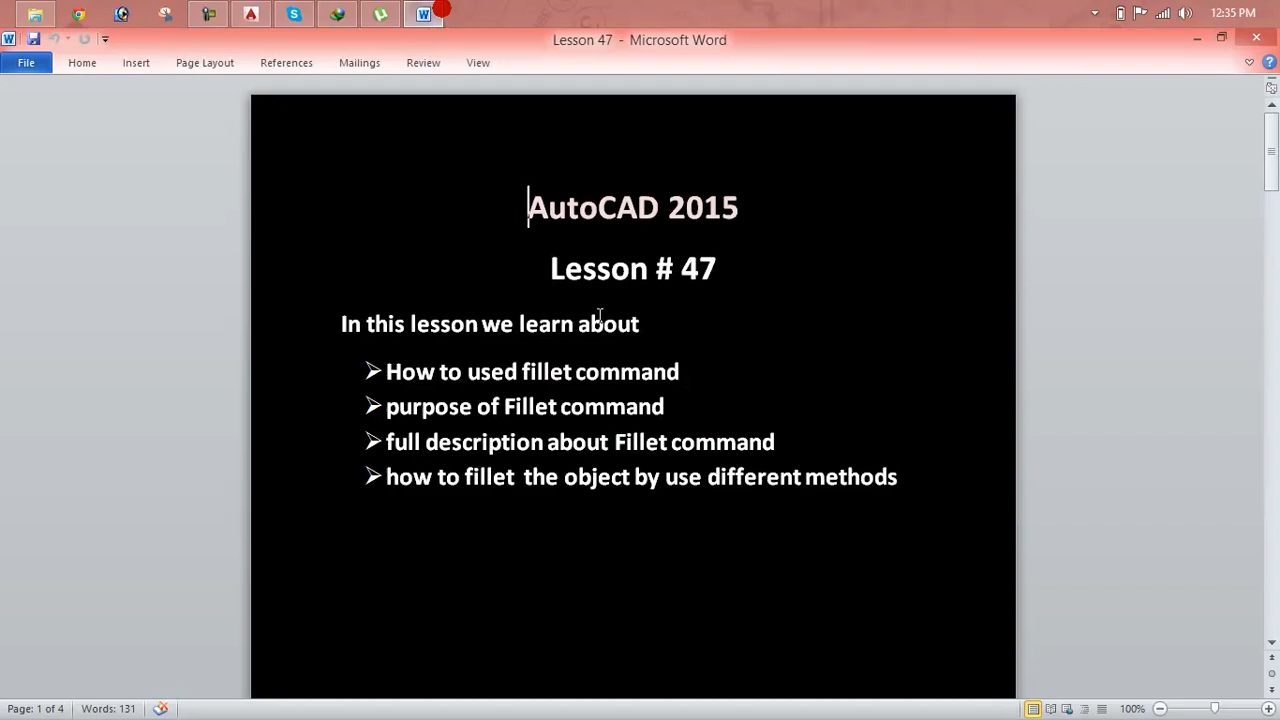 12:35 PM
Lesson 47 - Microsoft Word
File Home Insert Page Layout References Mailings Review View
AutoCAD 2015
Lesson # 47
In this lesson we learn about
How to used fillet command
purpose of Fillet command
full description about Fillet command
how to fillet the object by use different methods
Page: 1 of 4 Words: 131 100%